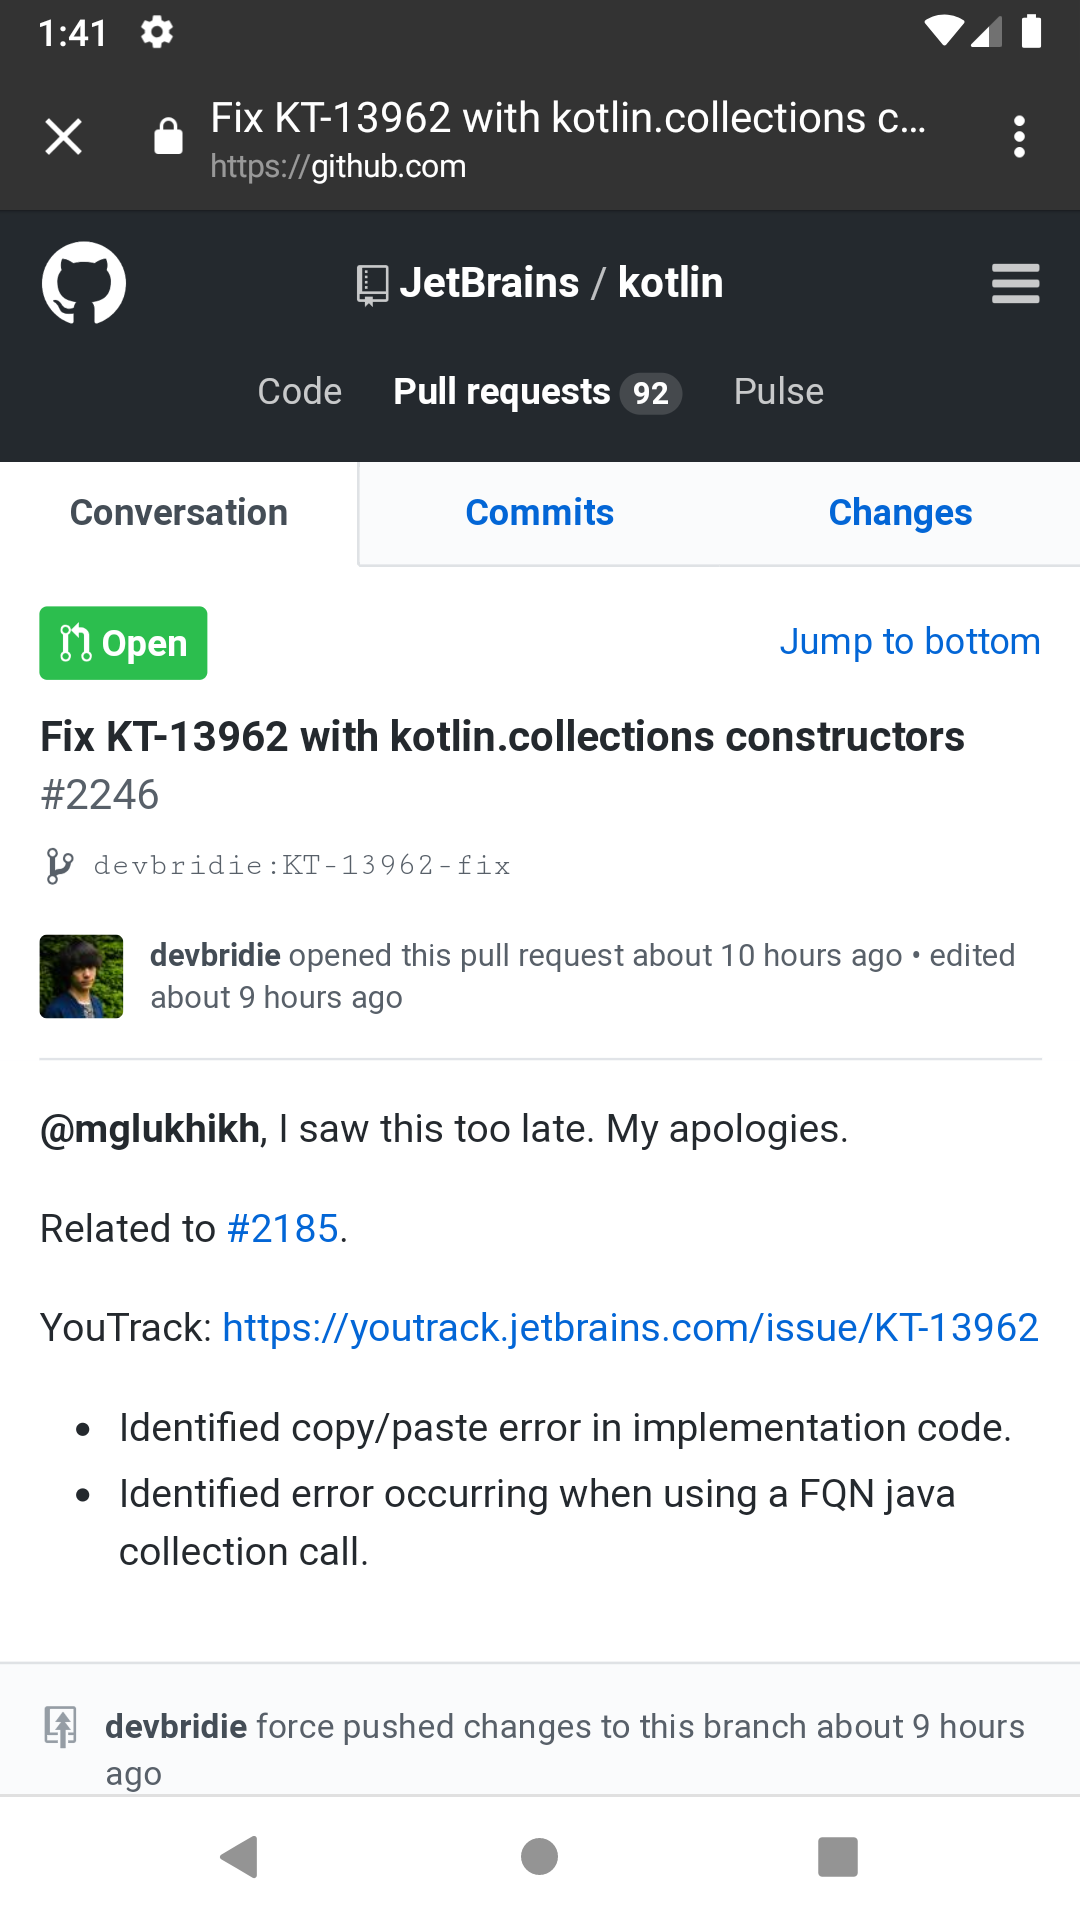 1:41
Fix KT-13962 with kotlin.collections c...
https://github.com
JetBrains / kotlin
Code Pull requests 92 Pulse
Conversation Commits Changes
Open Jump to bottom
Fix KT-13962 with kotlin.collections constructors
#2246
devbridie:KT-13962-fix
devbridie opened this pull request about 10 hours ago • edited
about 9 hours ago
@mglukhikh, I saw this too late. My apologies.
Related to #2185.
YouTrack: https://youtrack.jetbrains.com/issue/KT-13962
• Identified copy/paste error in implementation code.
• Identified error occurring when using a FQN java
collection call.
devbridie force pushed changes to this branch about 9 hours
ago